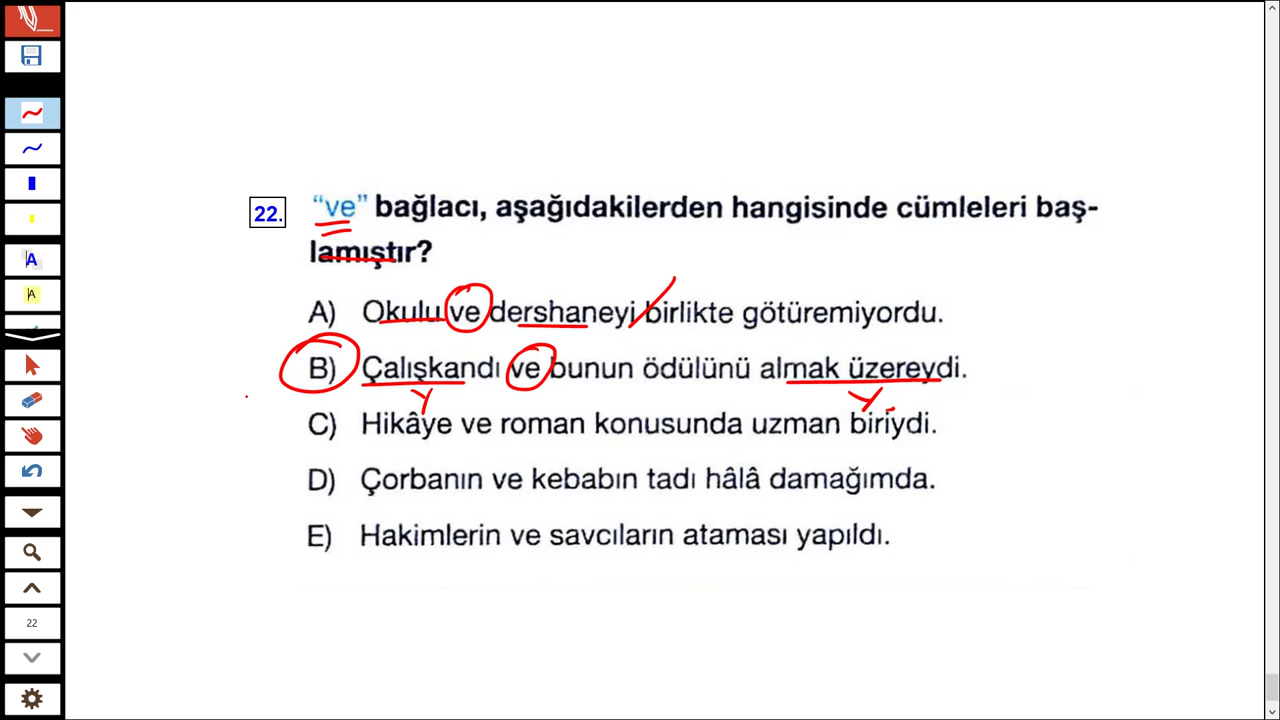 22. "ve" bağlacı, aşağıdakilerden hangisinde cümleleri baş-
lamıştır?
A) Okulu ve dershaneyi birlikte götüremiyordu.
B) Çalışkandı ve bunun ödülünü almak üzereydi.
Y Y
C) Hikâye ve roman konusunda uzman biriydi.
D) Çorbanın ve kebabın tadı hâlâ damağımda.
E) Hakimlerin ve savcıların ataması yapıldı.
A
A
22